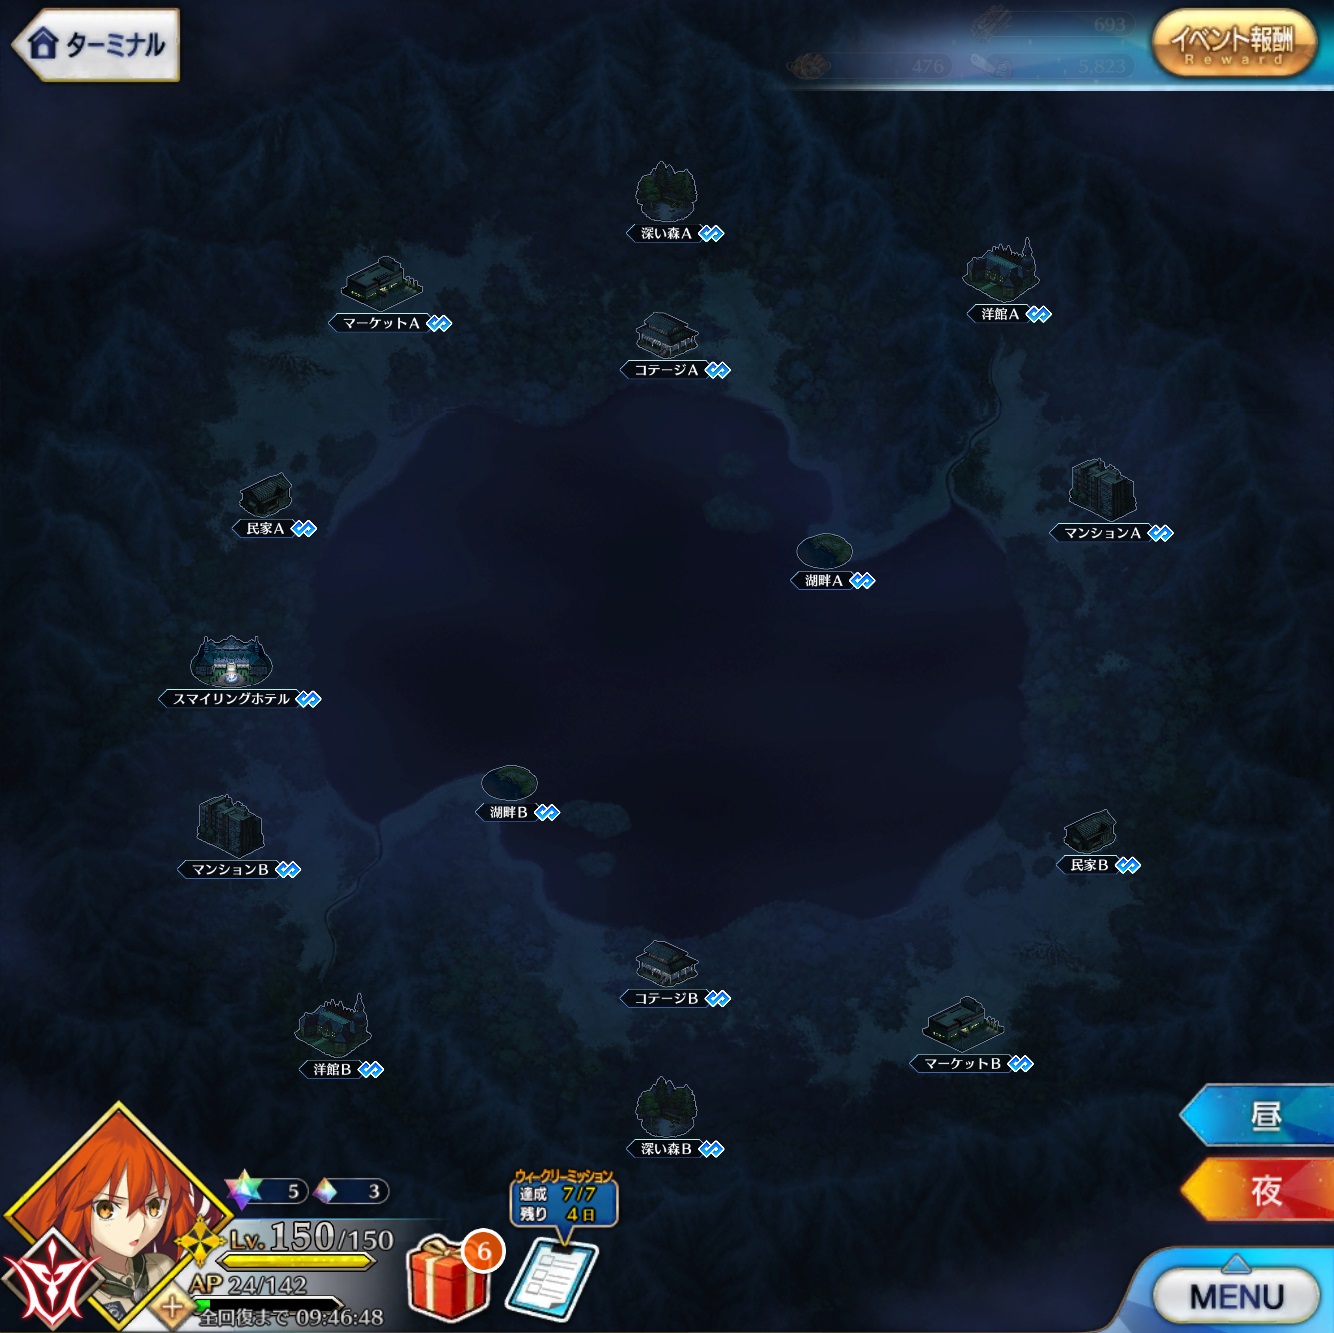 ターミナル
693
476
5,823
イベント報酬
Reward
深い森A
マーケットA
洋館A
コテージA
民家A
マンションA
湖畔A
スマイリングホテル
湖畔B
マンションB
民家B
コテージB
洋館B
マーケットB
深い森B
昼
夜
ウィークリーミッション
達成 7/7
残り 4日
5
3
Lv.150/150
AP 24/142
全回復まで 09:46:48
6
MENU